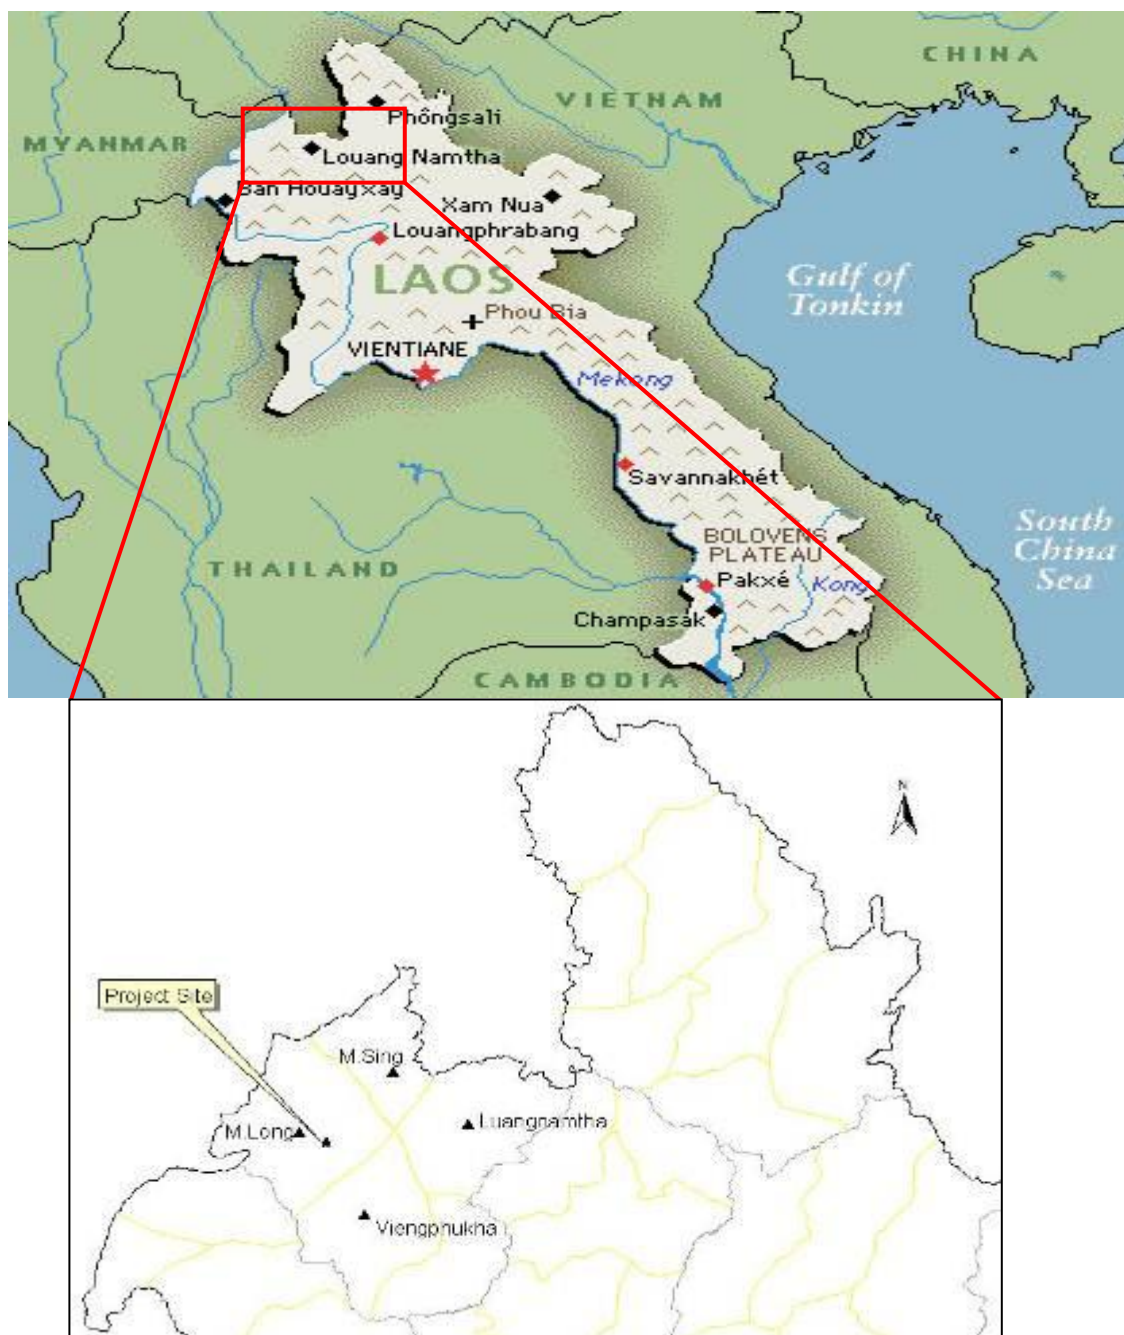 CHINA
VIETNAM
Phôngsali
MYANMAR
Louang Namtha
Ban Houayxay
Xam Nua
Louangphrabang
Gulf of
Tonkin
LAOS
Phou Bia
VIENTIANE
Mekong
Savannakhét
South
China
Sea
BOLOVENS
PLATEAU
THAILAND
Pakxé
Kong
Champasak
CAMBODIA
N
Project Site
M.Sing
Luangnamtha
M.Long
Viengphukha